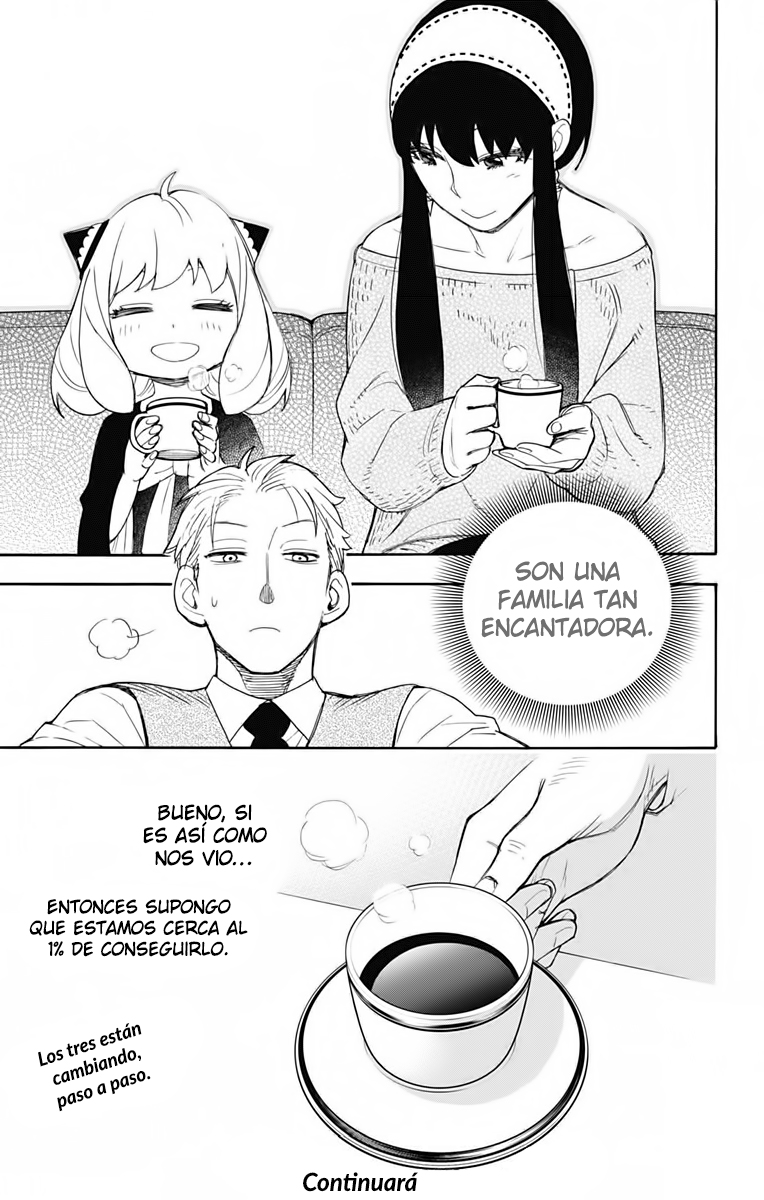 SON UNA
FAMILIA TAN
ENCANTADORA.
BUENO, SI
ES ASÍ COMO
NOS VIO...
ENTONCES SUPONGO
QUE ESTAMOS CERCA AL
1% DE CONSEGUIRLO.
Los tres están
cambiando,
paso a paso.
Continuará